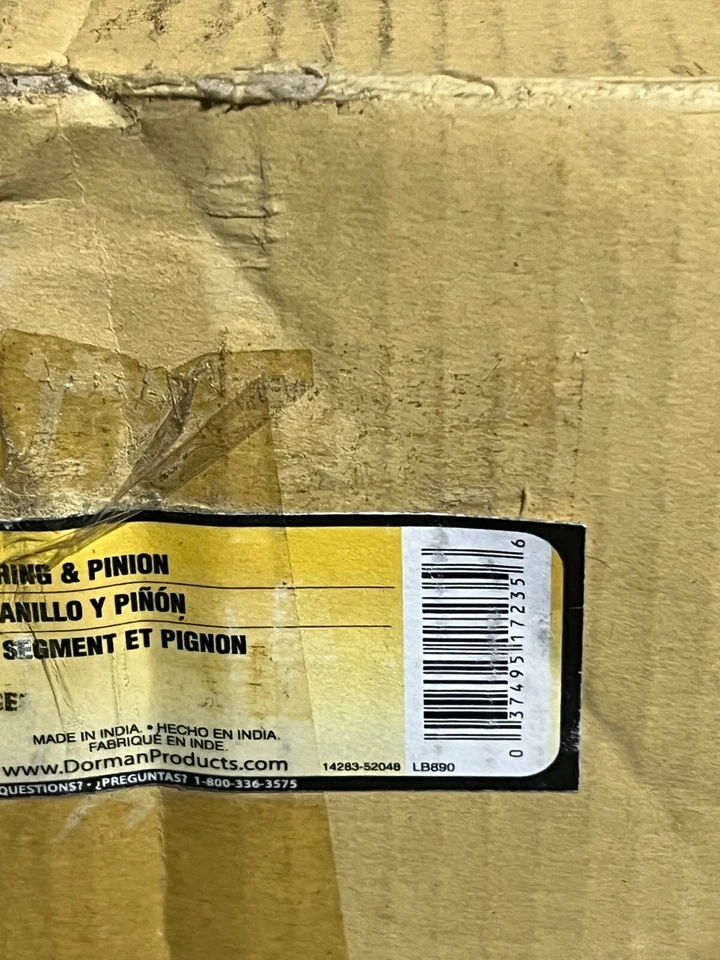 RING & PINION
ANILLO Y PIÑÓN
SEGMENT ET PIGNON
MADE IN INDIA. • HECHO EN INDIA.
FABRIQUÉ EN INDE.
www.DormanProducts.com
14283-52048 LB890
QUESTIONS? • ¿PREGUNTAS? 1-800-336-3575
0 37495 17235 6